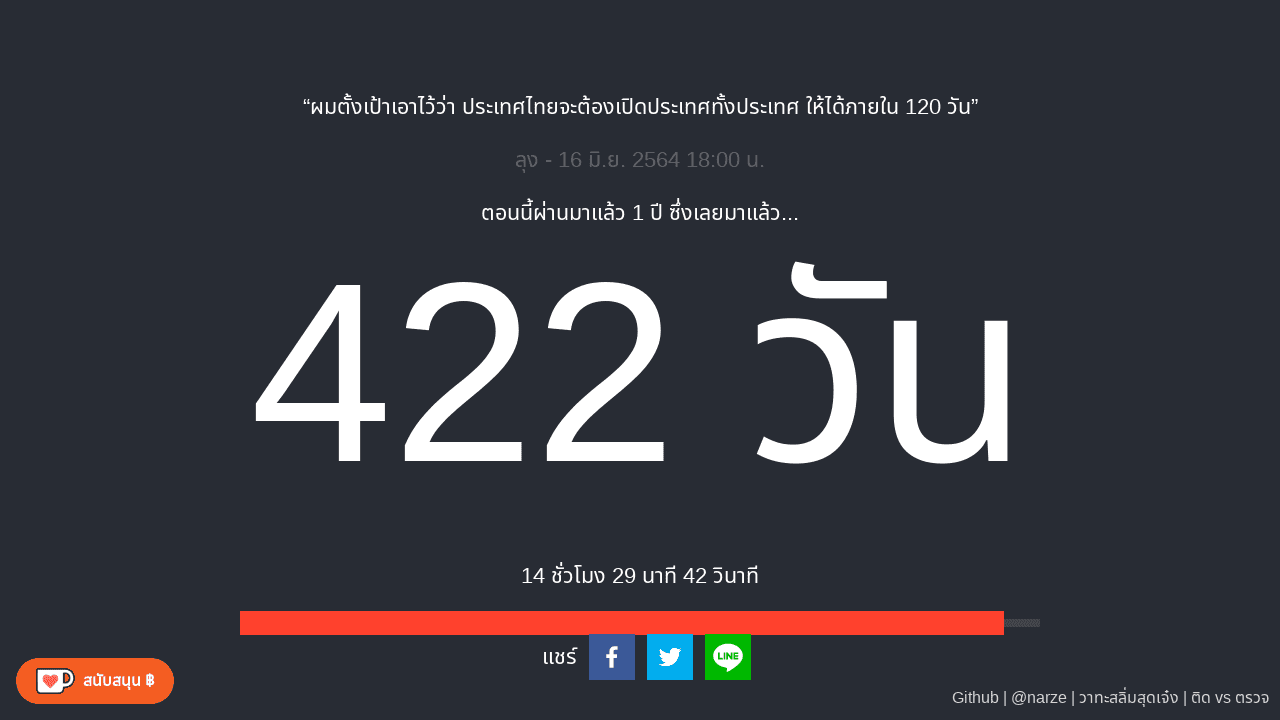 “ผมตั้งเป้าเอาไว้ว่า ประเทศไทยจะต้องเปิดประเทศทั้งประเทศ ให้ได้ภายใน 120 วัน”
ลุง - 16 มิ.ย. 2564 18:00 น.
ตอนนี้ผ่านมาแล้ว 1 ปี ซึ่งเลยมาแล้ว...
422 วัน
14 ชั่วโมง 29 นาที 42 วินาที
แชร์
LINE
สนับสนุน ฿
Github | @narze | วาทะสลิ่มสุดเจ๋ง | ติด vs ตรวจ